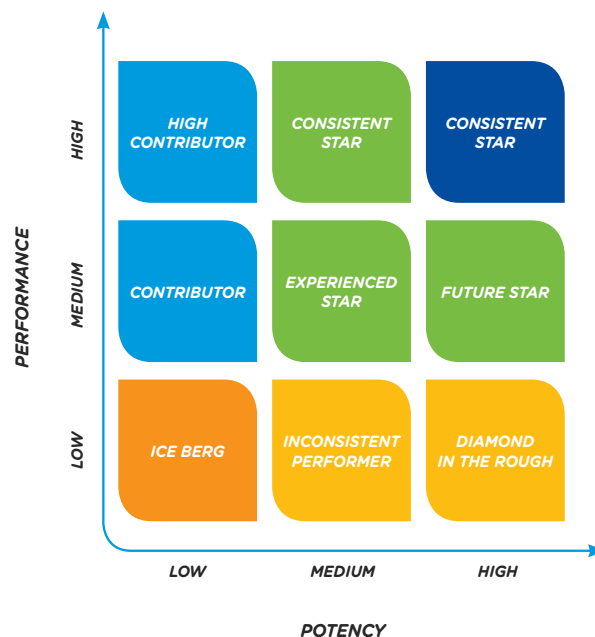 HIGH
CONTRIBUTOR
CONSISTENT
STAR
CONSISTENT
STAR
HIGH
CONTRIBUTOR
EXPERIENCED
STAR
FUTURE STAR
MEDIUM
PERFORMANCE
ICE BERG
INCONSISTENT
PERFORMER
DIAMOND
IN THE ROUGH
LOW
LOW
MEDIUM
HIGH
POTENCY